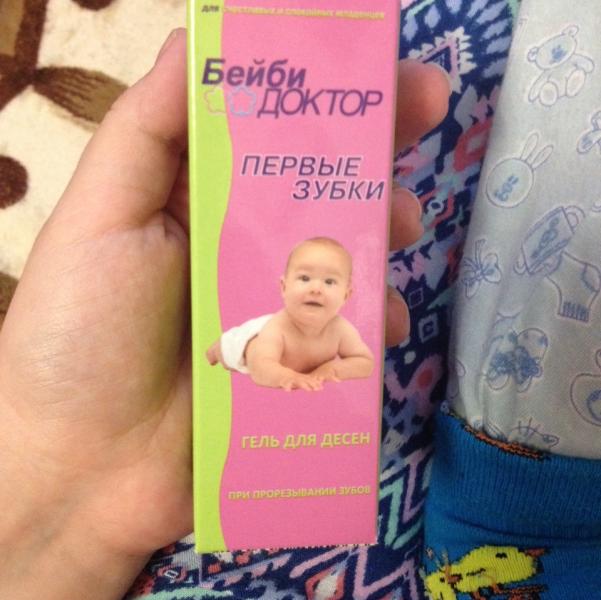 для счастливых и спокойных младенцев
Бейби
ДОКТОР
ПЕРВЫЕ
ЗУБКИ
ГЕЛЬ ДЛЯ ДЕСЕН
ПРИ ПРОРЕЗЫВАНИИ ЗУБОВ